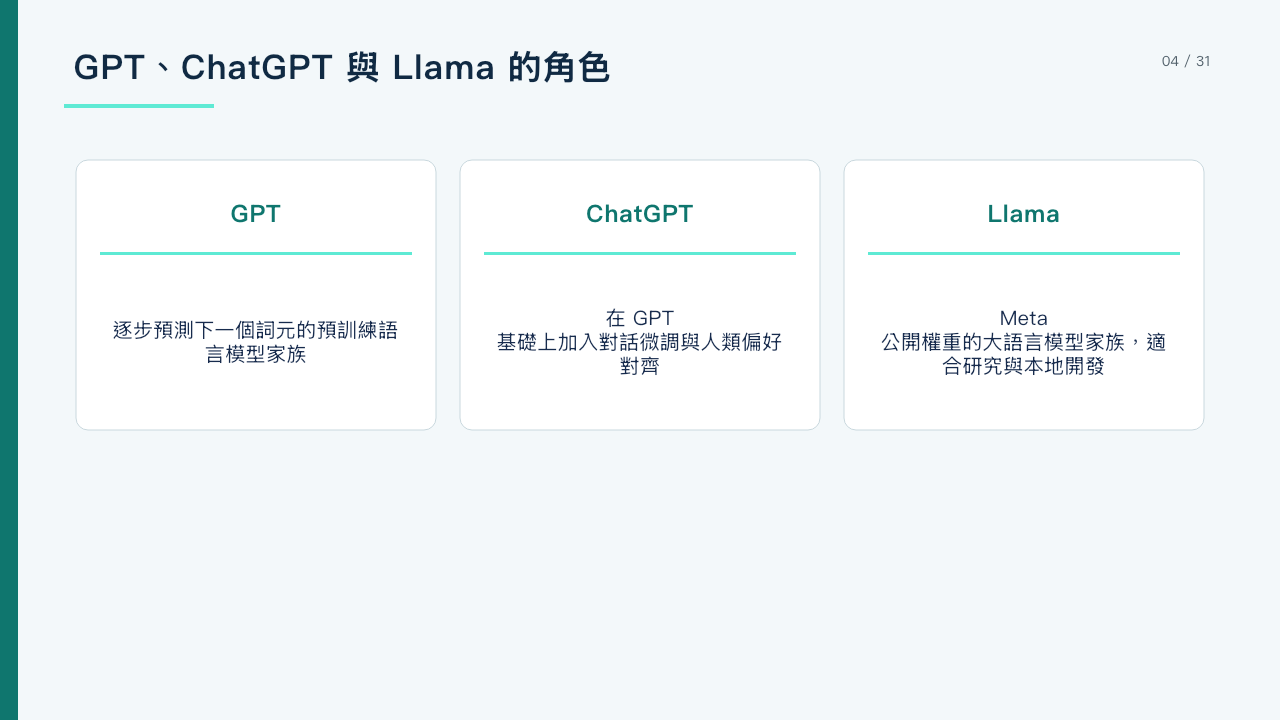 GPT、ChatGPT 與 Llama 的角色
04 / 31
GPT
逐步預測下一個詞元的預訓練語
言模型家族
ChatGPT
在 GPT
基礎上加入對話微調與人類偏好
對齊
Llama
Meta
公開權重的大語言模型家族，適
合研究與本地開發